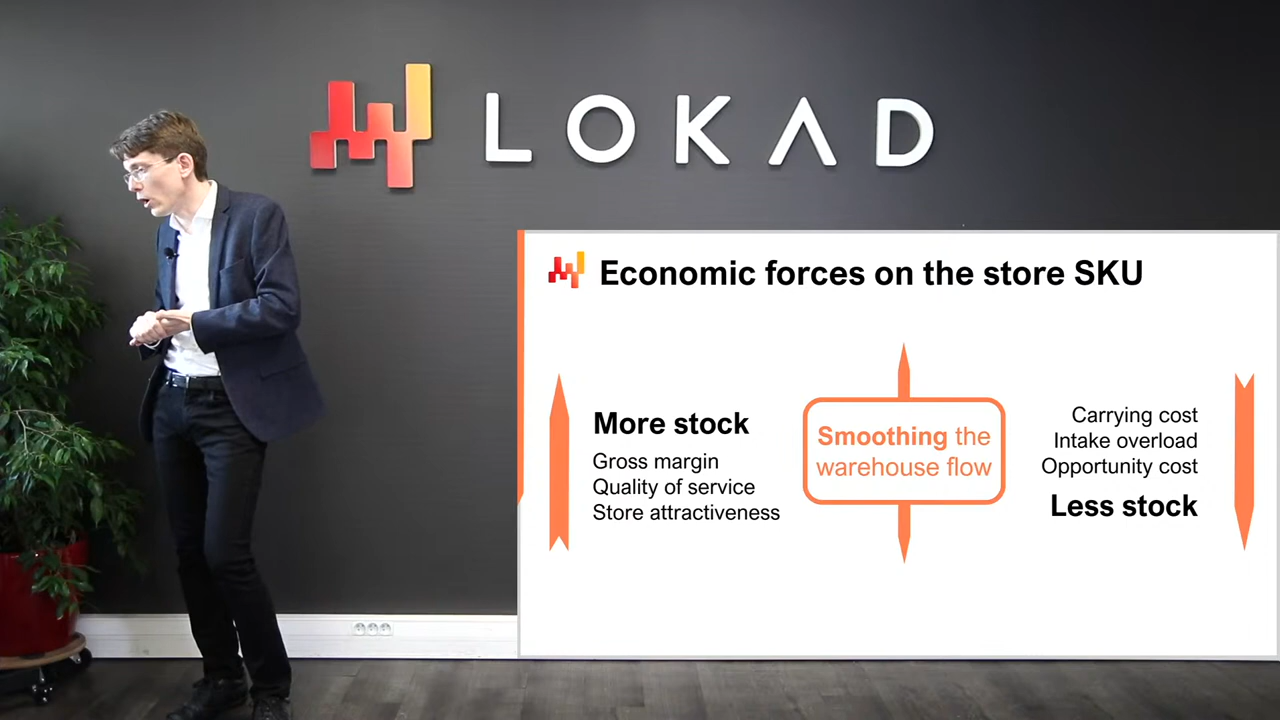 LOKAD
Economic forces on the store SKU
More stock
Gross margin
Quality of service
Store attractiveness
Smoothing the
warehouse flow
Carrying cost
Intake overload
Opportunity cost
Less stock